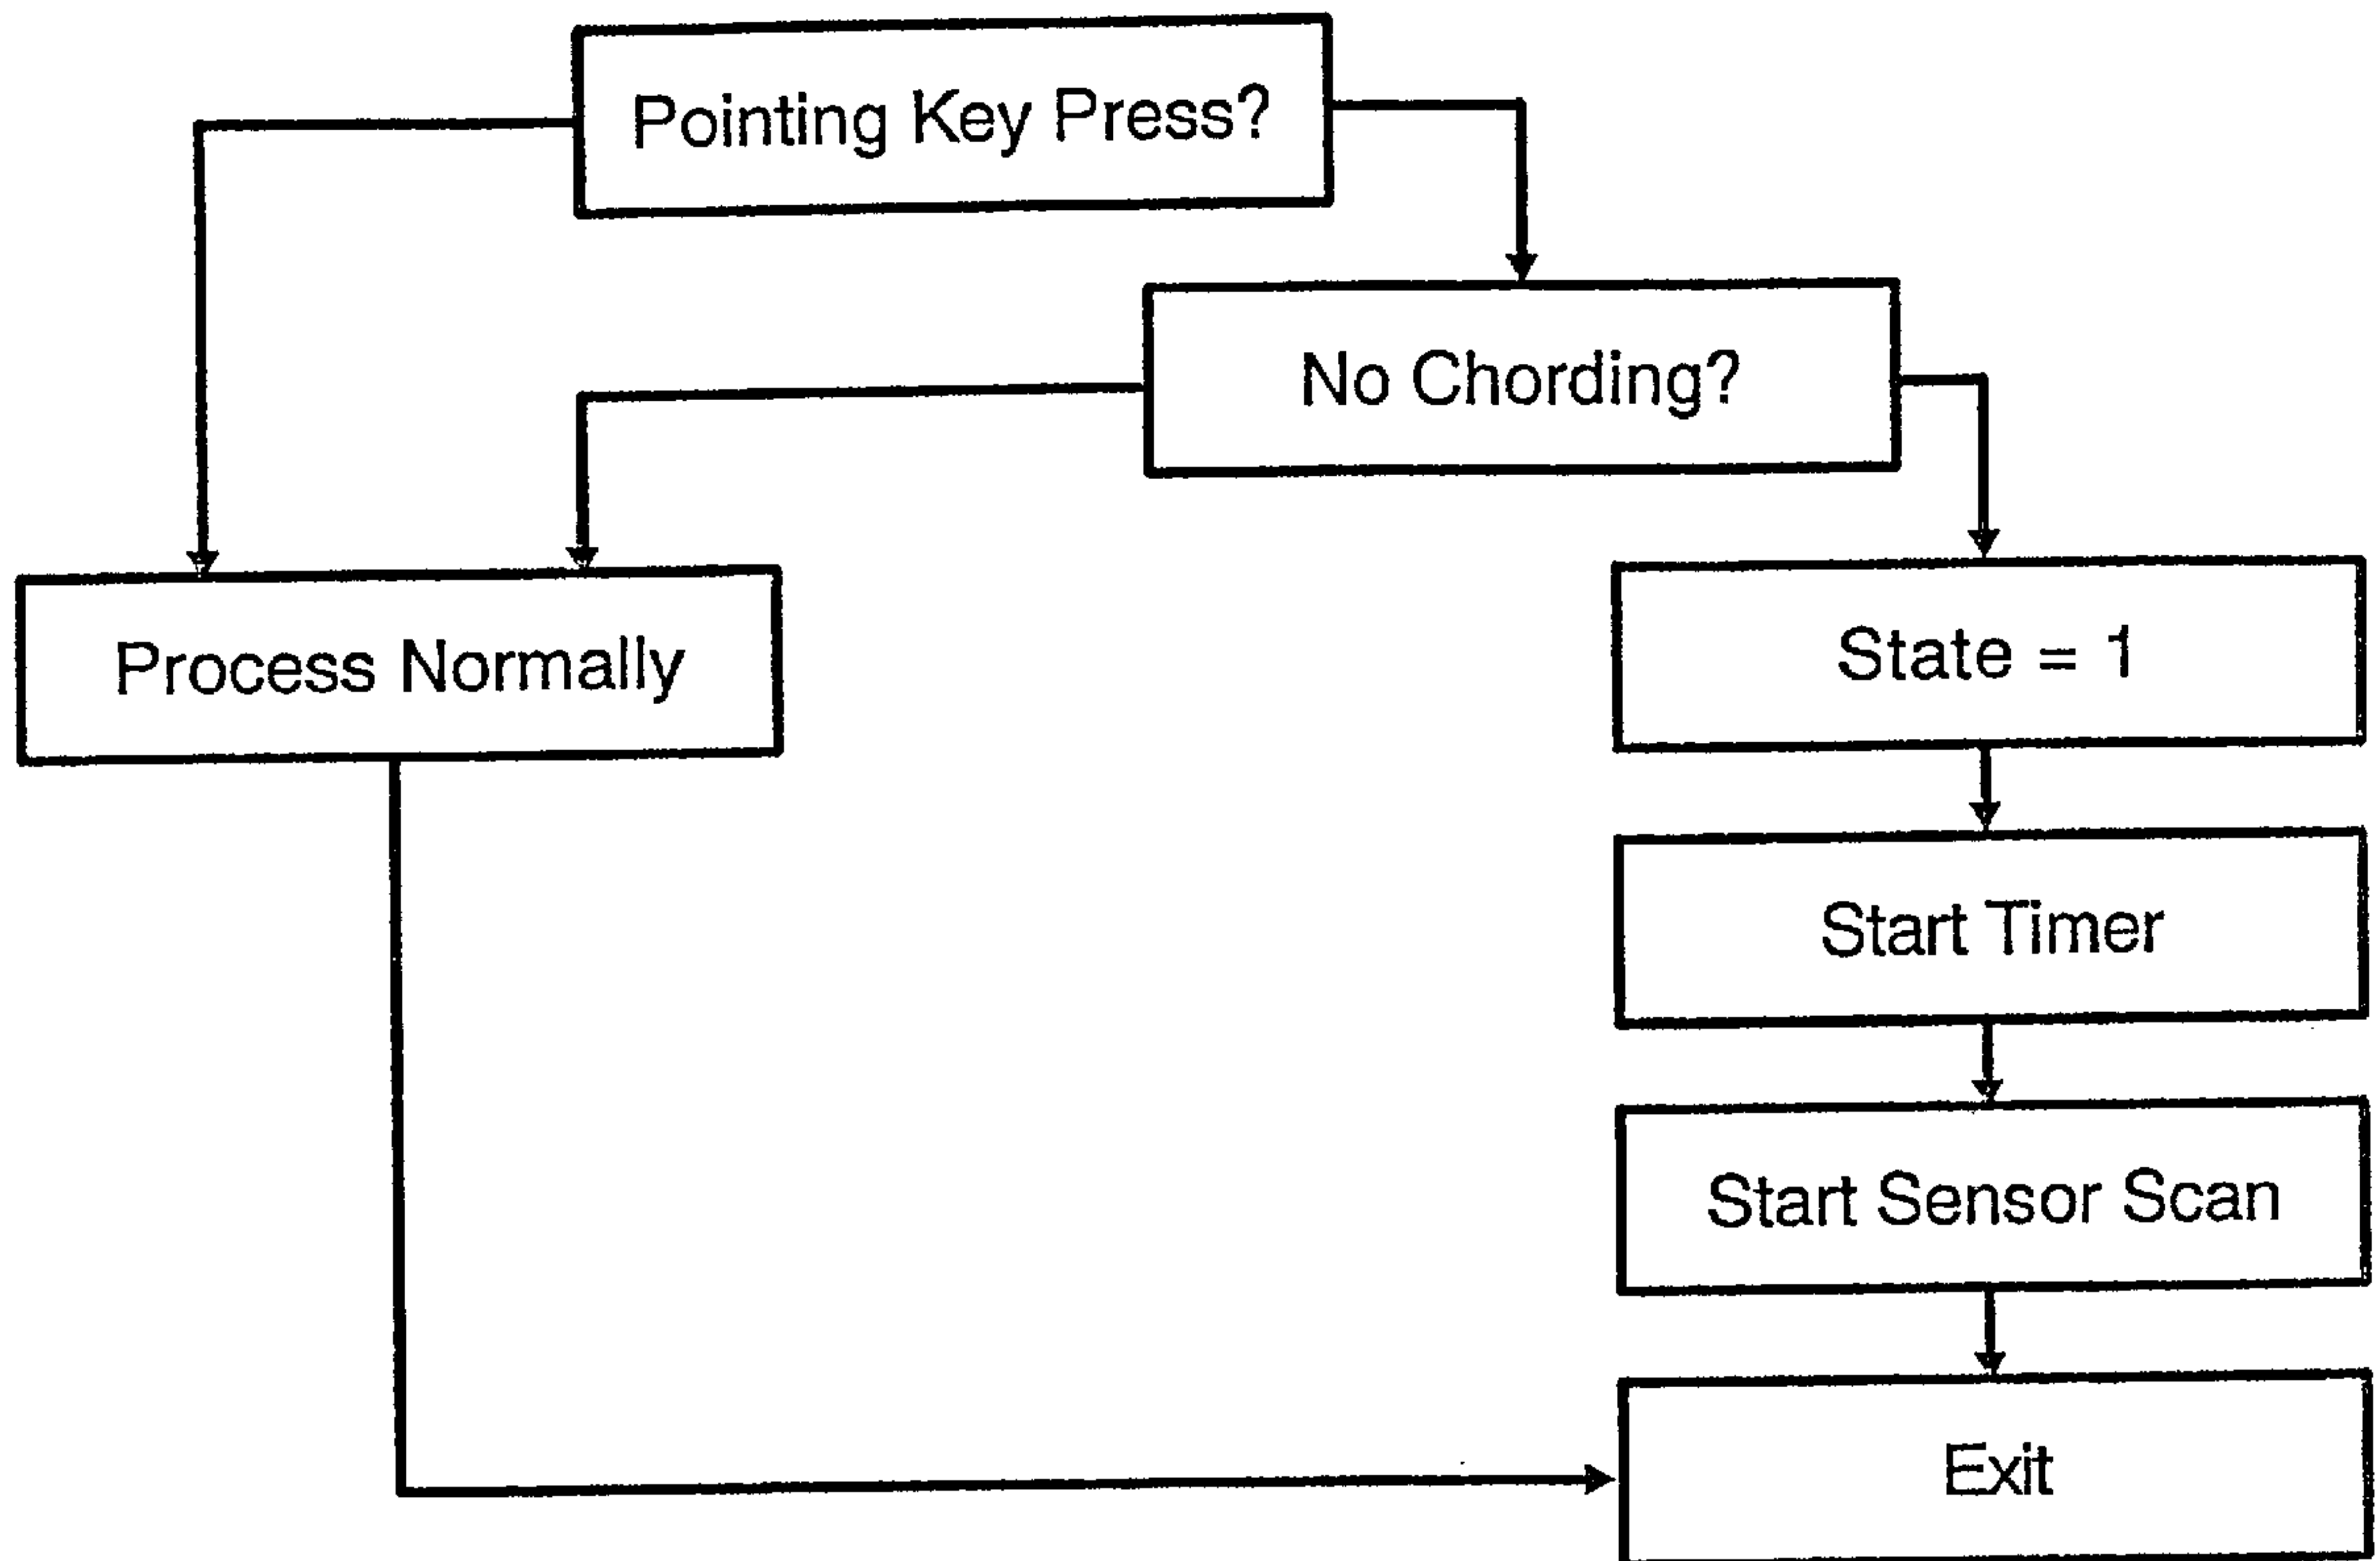 Pointing Key Press?
No Chording?
Process Normally
State = 1
Start Timer
Start Sensor Scan
Exit